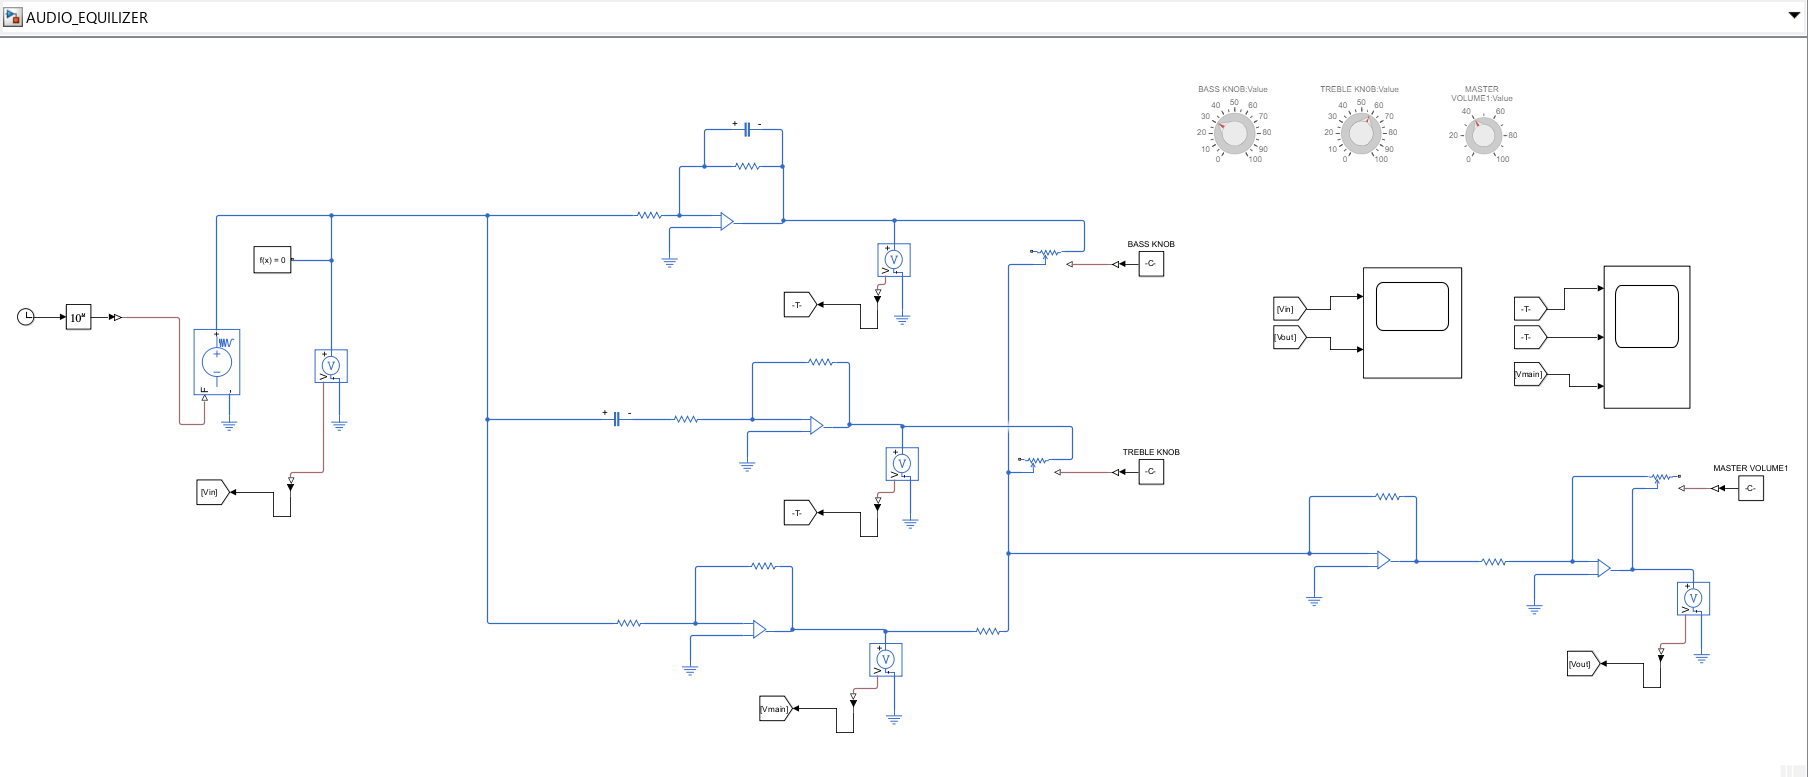 AUDIO_EQUILIZER
BASS KNOB:Value
0 10 20 30 40 50 60 70 80 90 100
TREBLE KNOB:Value
0 10 20 30 40 50 60 70 80 90 100
MASTER
VOLUME1:Value
0 20 40 60 80 100
+ -
f(x) = 0
10ᵘ
+
+
−
F
-
+
V
V
[Vin]
+
V
V
-T-
BASS KNOB
-C-
+ -
+
V
V
-T-
TREBLE KNOB
-C-
+
V
V
[Vmain]
[Vin]
[Vout]
-T-
-T-
[Vmain]
MASTER VOLUME1
-C-
+
V
V
[Vout]